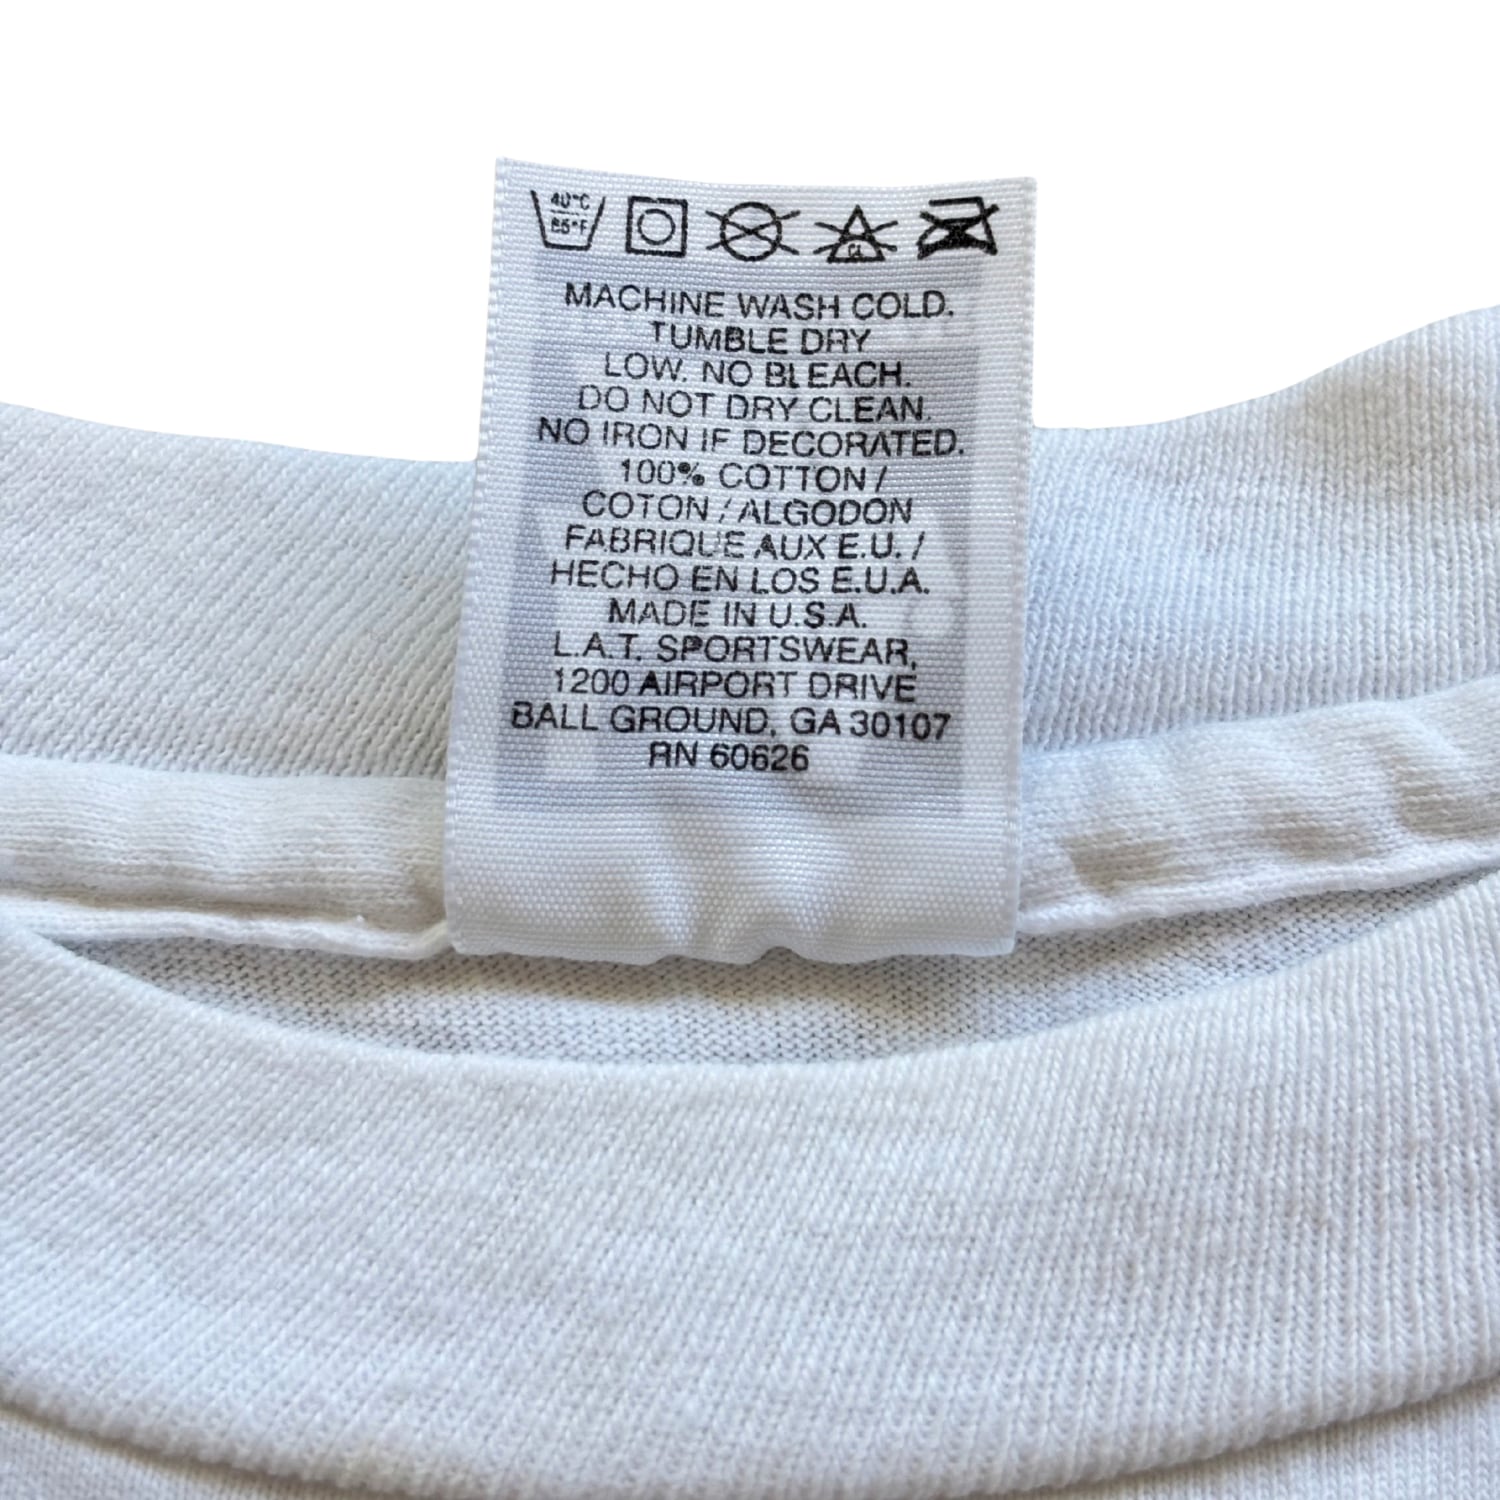 40°C
85°F
CL
MACHINE WASH COLD.
TUMBLE DRY
LOW. NO BLEACH.
DO NOT DRY CLEAN.
NO IRON IF DECORATED.
100% COTTON /
COTON / ALGODON
FABRIQUE AUX E.U. /
HECHO EN LOS E.U.A.
MADE IN U.S.A.
L.A.T. SPORTSWEAR,
1200 AIRPORT DRIVE
BALL GROUND, GA 30107
RN 60626